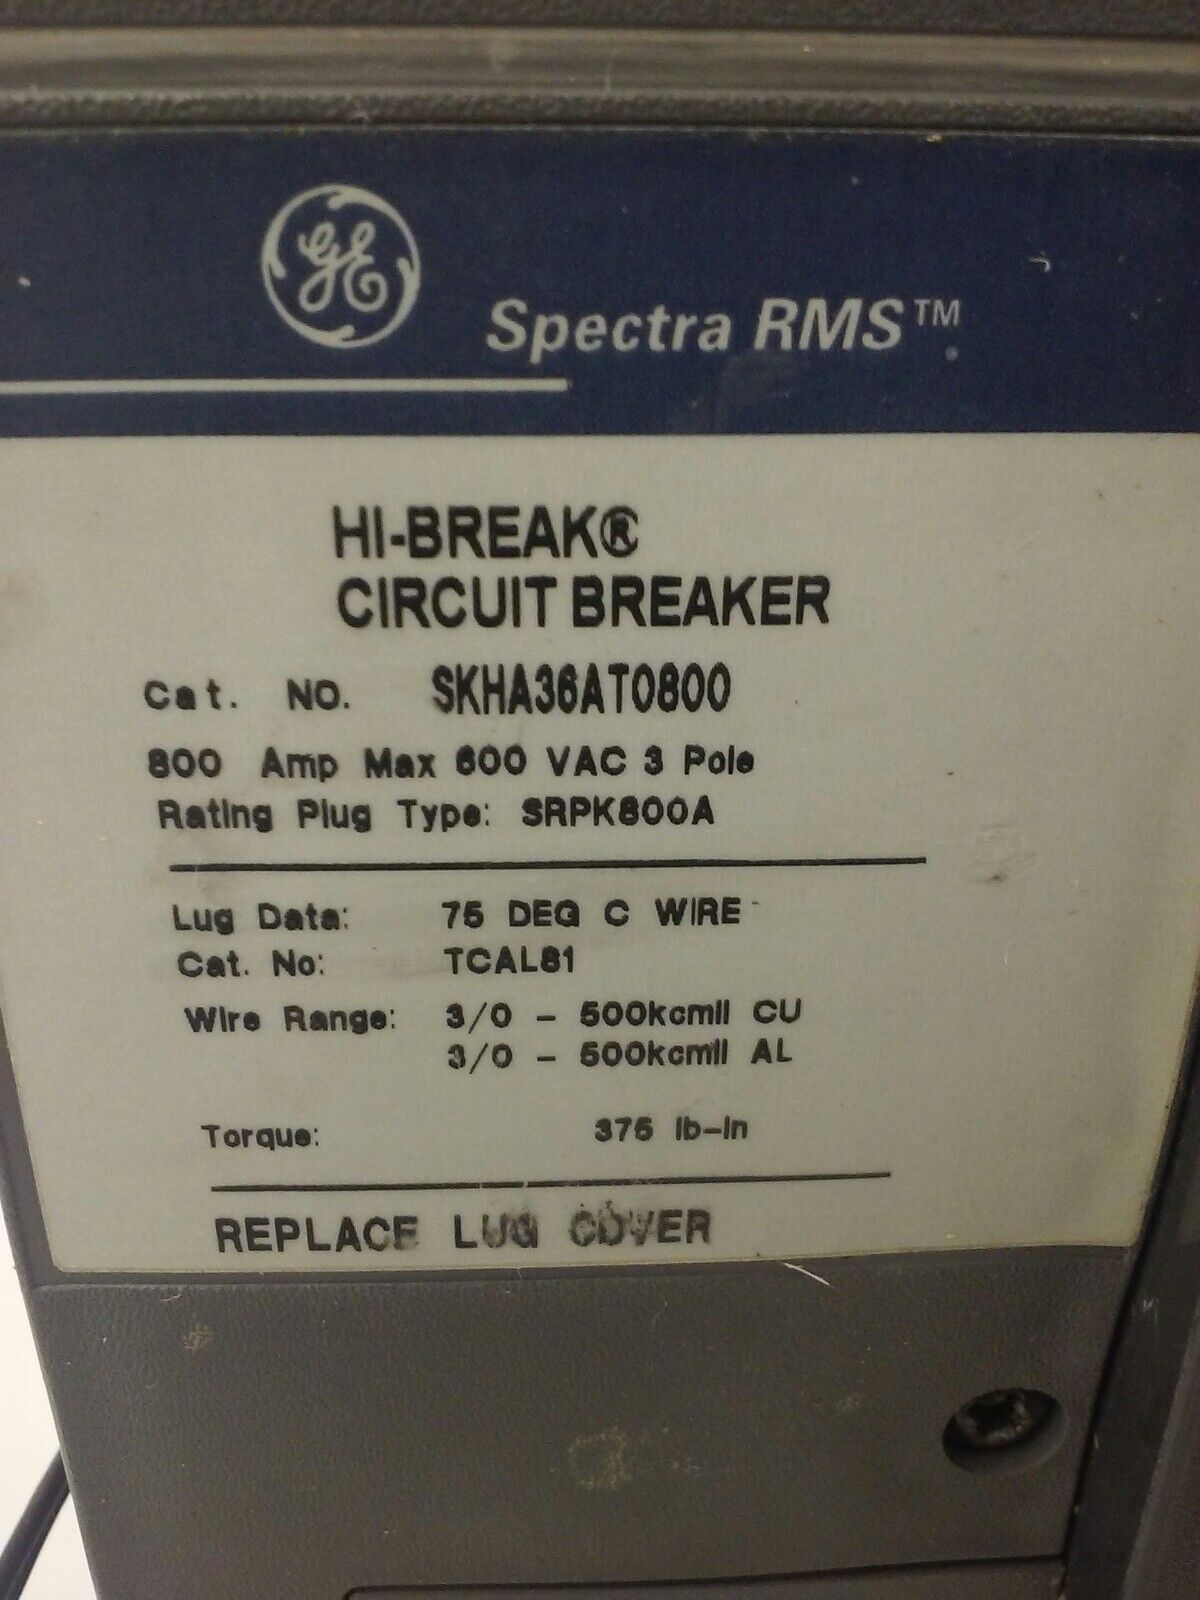 GE
Spectra RMS™
HI-BREAK®
CIRCUIT BREAKER
Cat. NO. SKHA36AT0800
800 Amp Max 600 VAC 3 Pole
Rating Plug Type: SRPK800A
Lug Data: 75 DEG C WIRE
Cat. No: TCAL81
Wire Range: 3/0 - 500kcmil CU
3/0 - 500kcmil AL
Torque: 375 lb-in
REPLACE LUG COVER